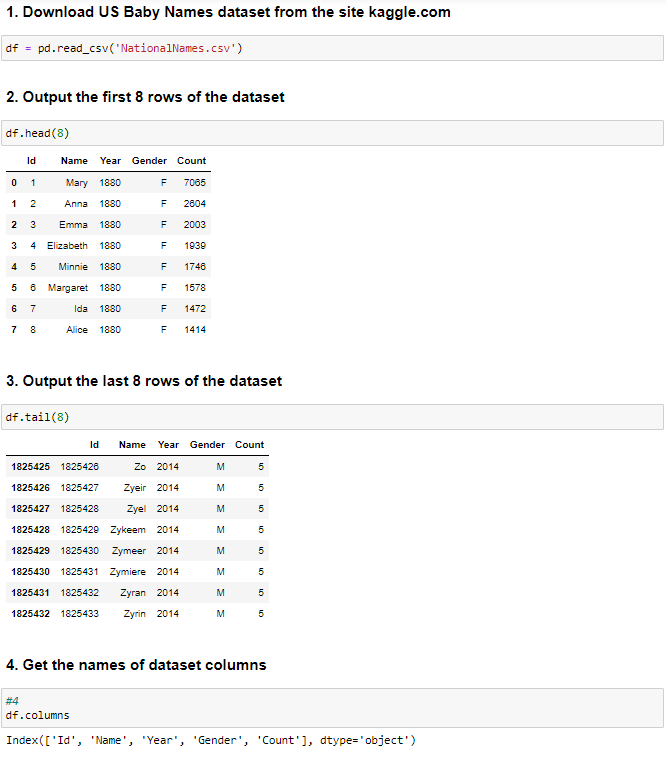 1. Download US Baby Names dataset from the site kaggle.com
df = pd.read_csv('NationalNames.csv')
2. Output the first 8 rows of the dataset
df.head(8)
Id Name Year Gender Count
0 1 Mary 1880 F 7065
1 2 Anna 1880 F 2604
2 3 Emma 1880 F 2003
3 4 Elizabeth 1880 F 1939
4 5 Minnie 1880 F 1746
5 6 Margaret 1880 F 1578
6 7 Ida 1880 F 1472
7 8 Alice 1880 F 1414
3. Output the last 8 rows of the dataset
df.tail(8)
Id Name Year Gender Count
1825425 1825426 Zo 2014 M 5
1825426 1825427 Zyeir 2014 M 5
1825427 1825428 Zyel 2014 M 5
1825428 1825429 Zykeem 2014 M 5
1825429 1825430 Zymeer 2014 M 5
1825430 1825431 Zymiere 2014 M 5
1825431 1825432 Zyran 2014 M 5
1825432 1825433 Zyrin 2014 M 5
4. Get the names of dataset columns
#4
df.columns
Index(['Id', 'Name', 'Year', 'Gender', 'Count'], dtype='object')